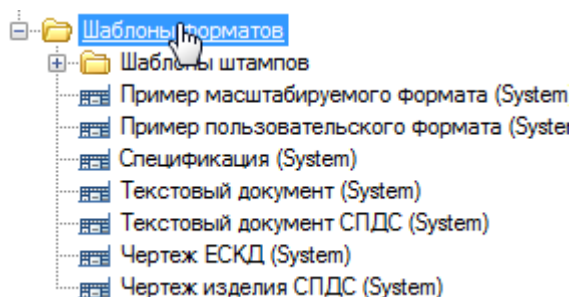 Шаблоны форматов
Шаблоны штампов
Пример масштабируемого формата (System
Пример пользовательского формата (System
Спецификация (System)
Текстовый документ (System)
Текстовый документ СПДС (System)
Чертеж ЕСКД (System)
Чертеж изделия СПДС (System)